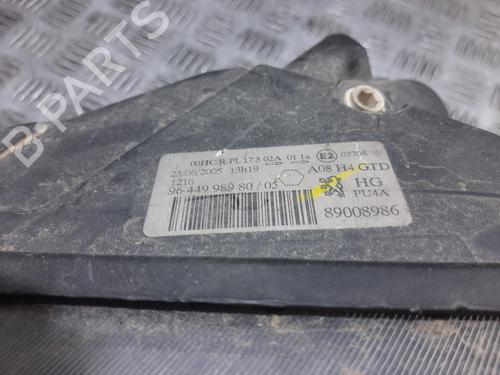 B-PARTS
00HC R PL 17.5 02A 01 1a E2 03708
23/06/2005 13h19 A08 H4 GTD
1216
96 449 989 80/05 HG
PU4A
89008986